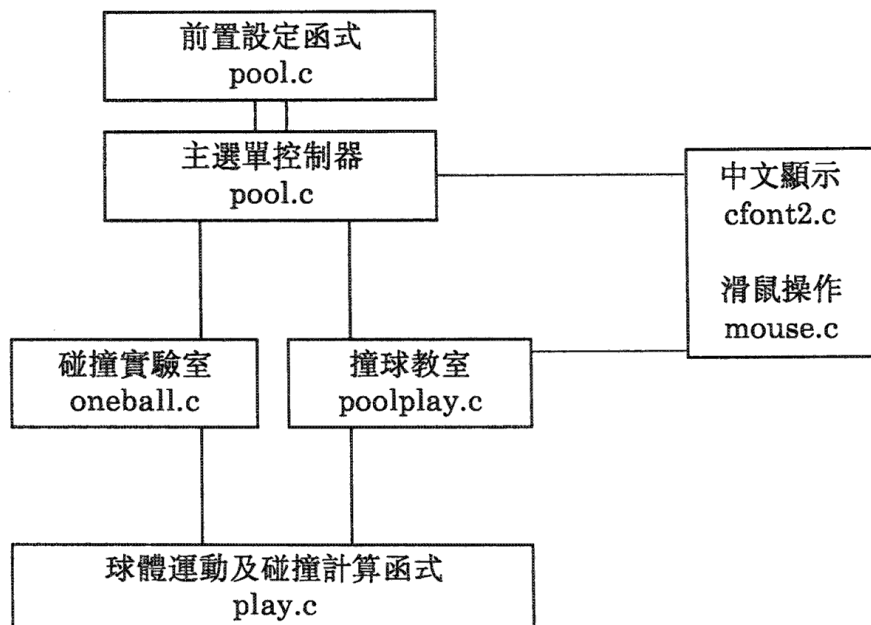 前置設定函式
pool.c
主選單控制器
pool.c
中文顯示
cfont2.c
滑鼠操作
mouse.c
碰撞實驗室
oneball.c
撞球教室
poolplay.c
球體運動及碰撞計算函式
play.c